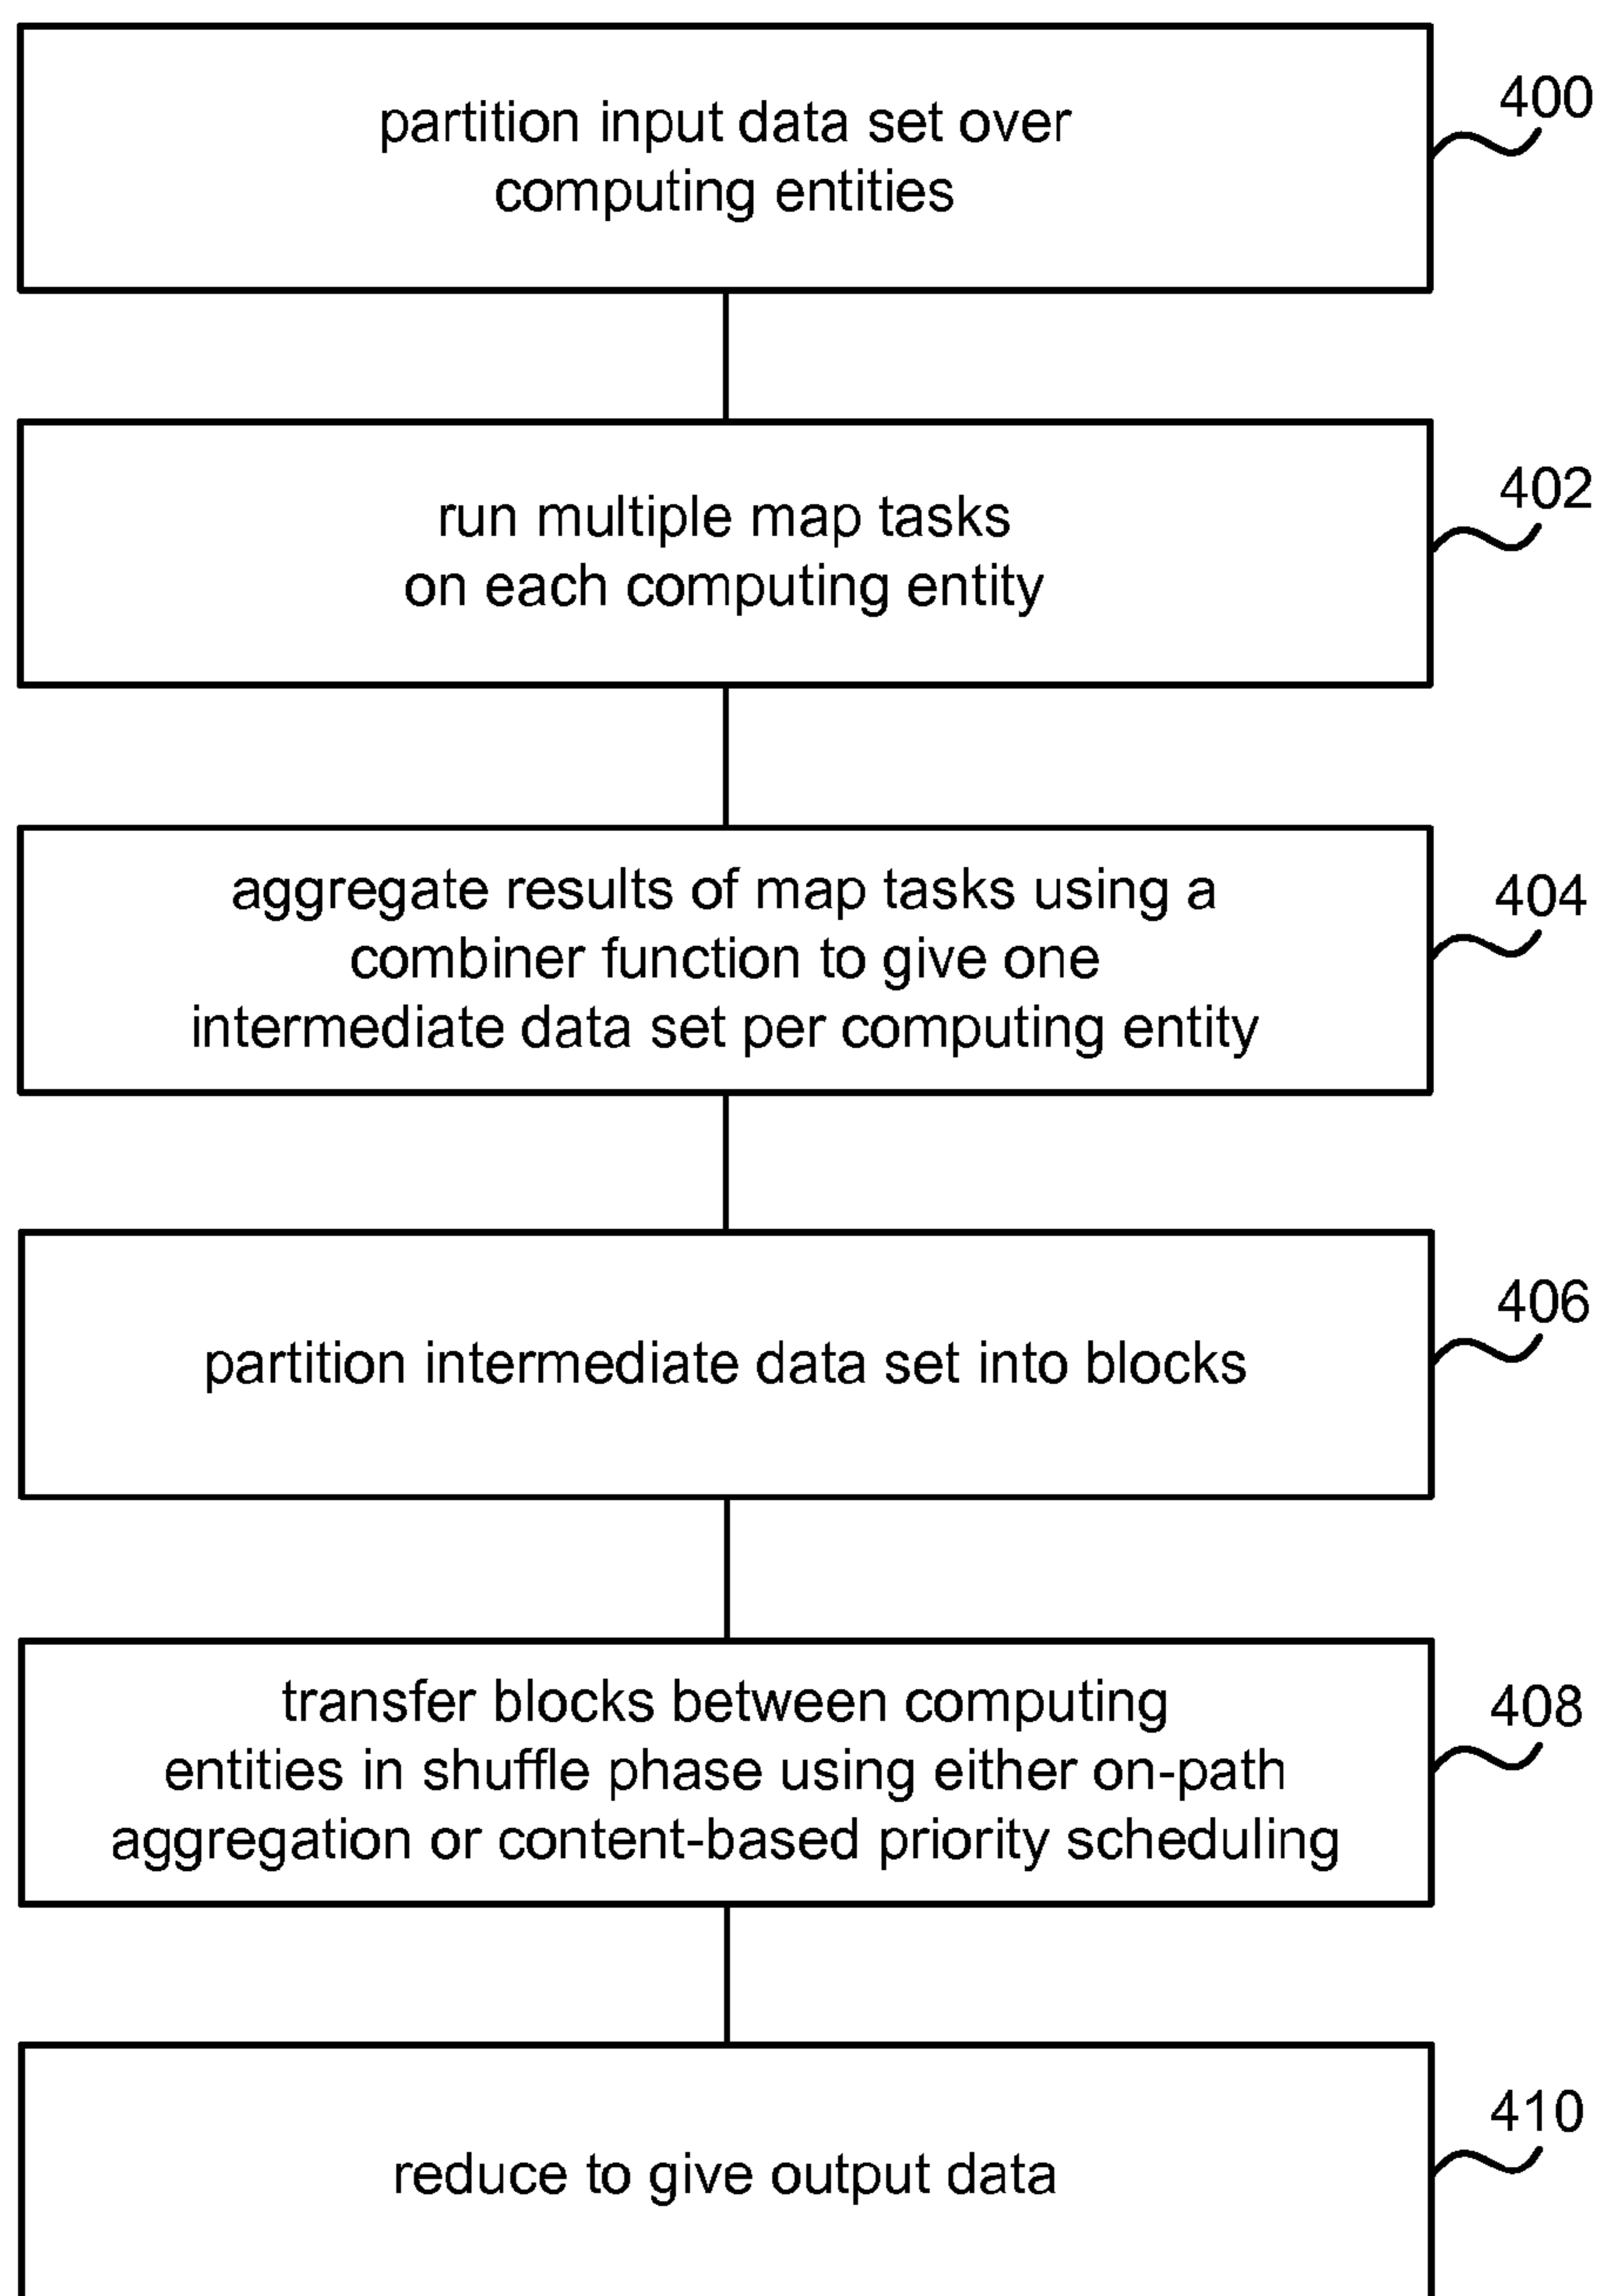 partition input data set over
computing entities
400
run multiple map tasks
on each computing entity
402
aggregate results of map tasks using a
combiner function to give one
intermediate data set per computing entity
404
partition intermediate data set into blocks
406
transfer blocks between computing
entities in shuffle phase using either on-path
aggregation or content-based priority scheduling
408
reduce to give output data
410